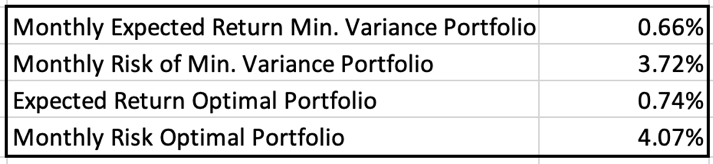 Monthly Expected Return Min. Variance Portfolio 0.66%
Monthly Risk of Min. Variance Portfolio 3.72%
Expected Return Optimal Portfolio 0.74%
Monthly Risk Optimal Portfolio 4.07%